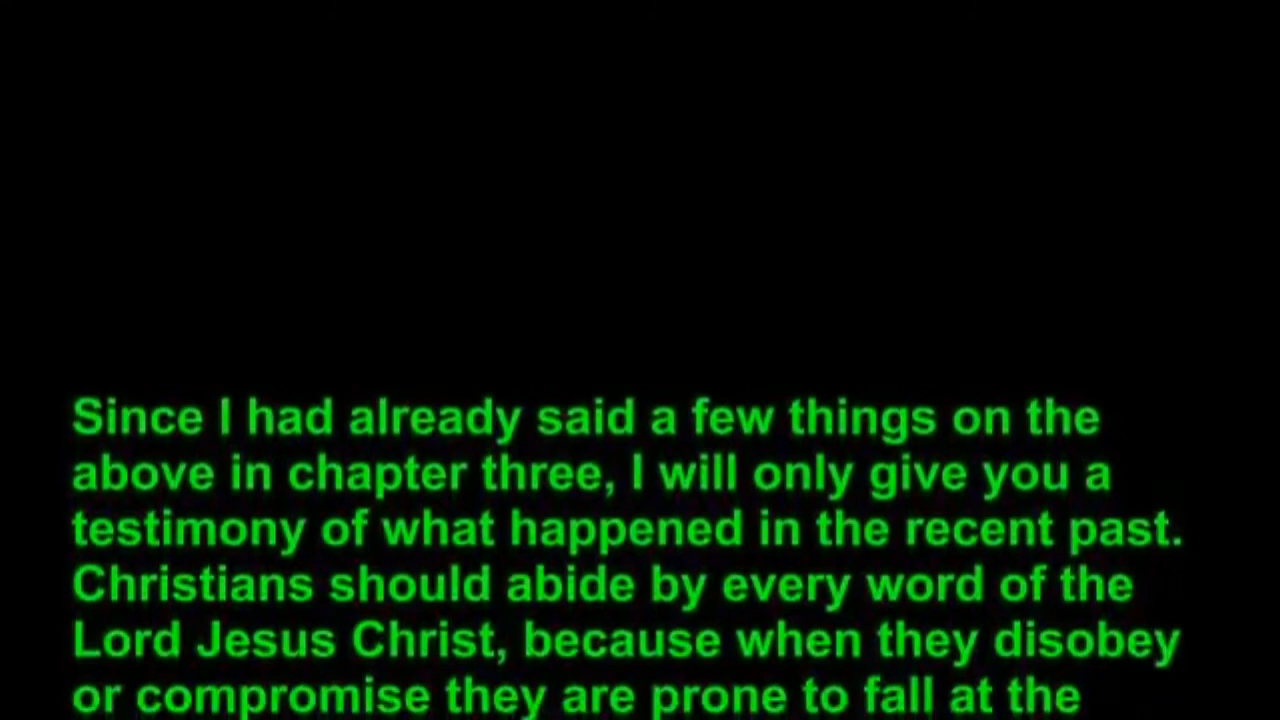 Since I had already said a few things on the
above in chapter three, I will only give you a
testimony of what happened in the recent past.
Christians should abide by every word of the
Lord Jesus Christ, because when they disobey
or compromise they are prone to fall at the